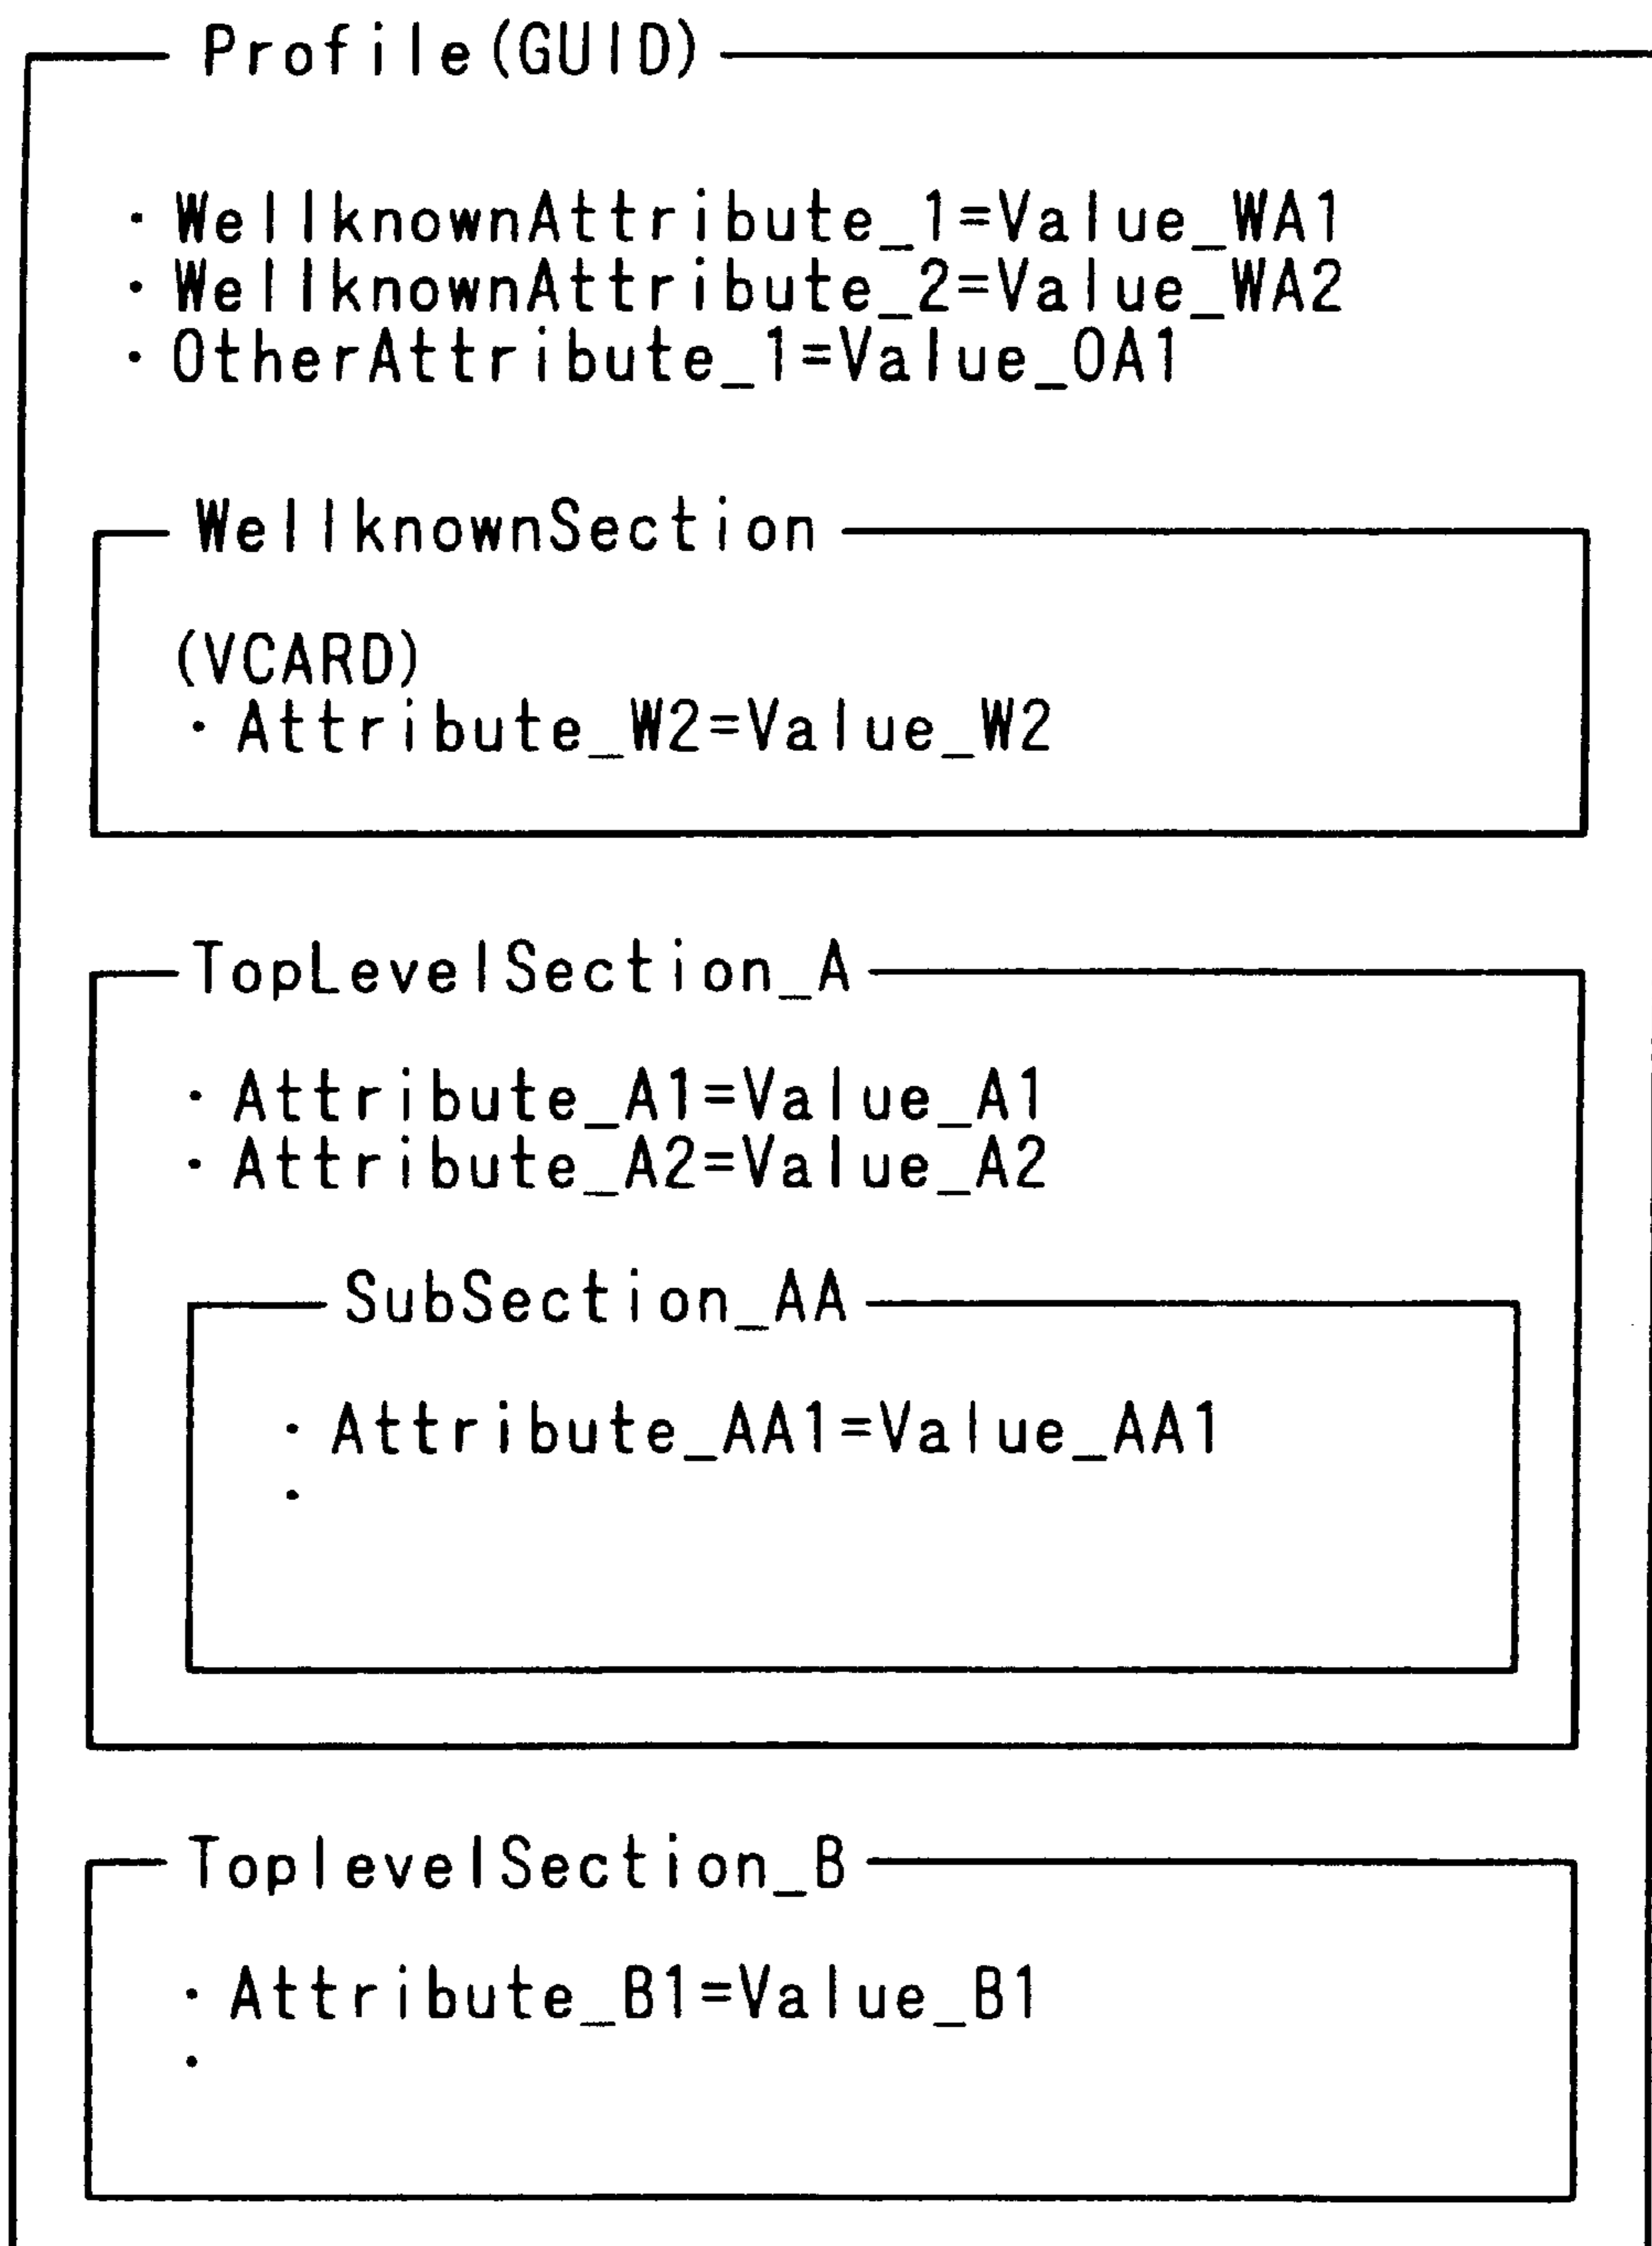 Profile(GUID)
・WellknownAttribute_1=Value_WA1
・WellknownAttribute_2=Value_WA2
・OtherAttribute_1=Value_OA1
WellknownSection
(VCARD)
・Attribute_W2=Value_W2
TopLevelSection_A
・Attribute_A1=Value_A1
・Attribute_A2=Value_A2
SubSection_AA
・Attribute_AA1=Value_AA1
・
ToplevelSection_B
・Attribute_B1=Value_B1
・